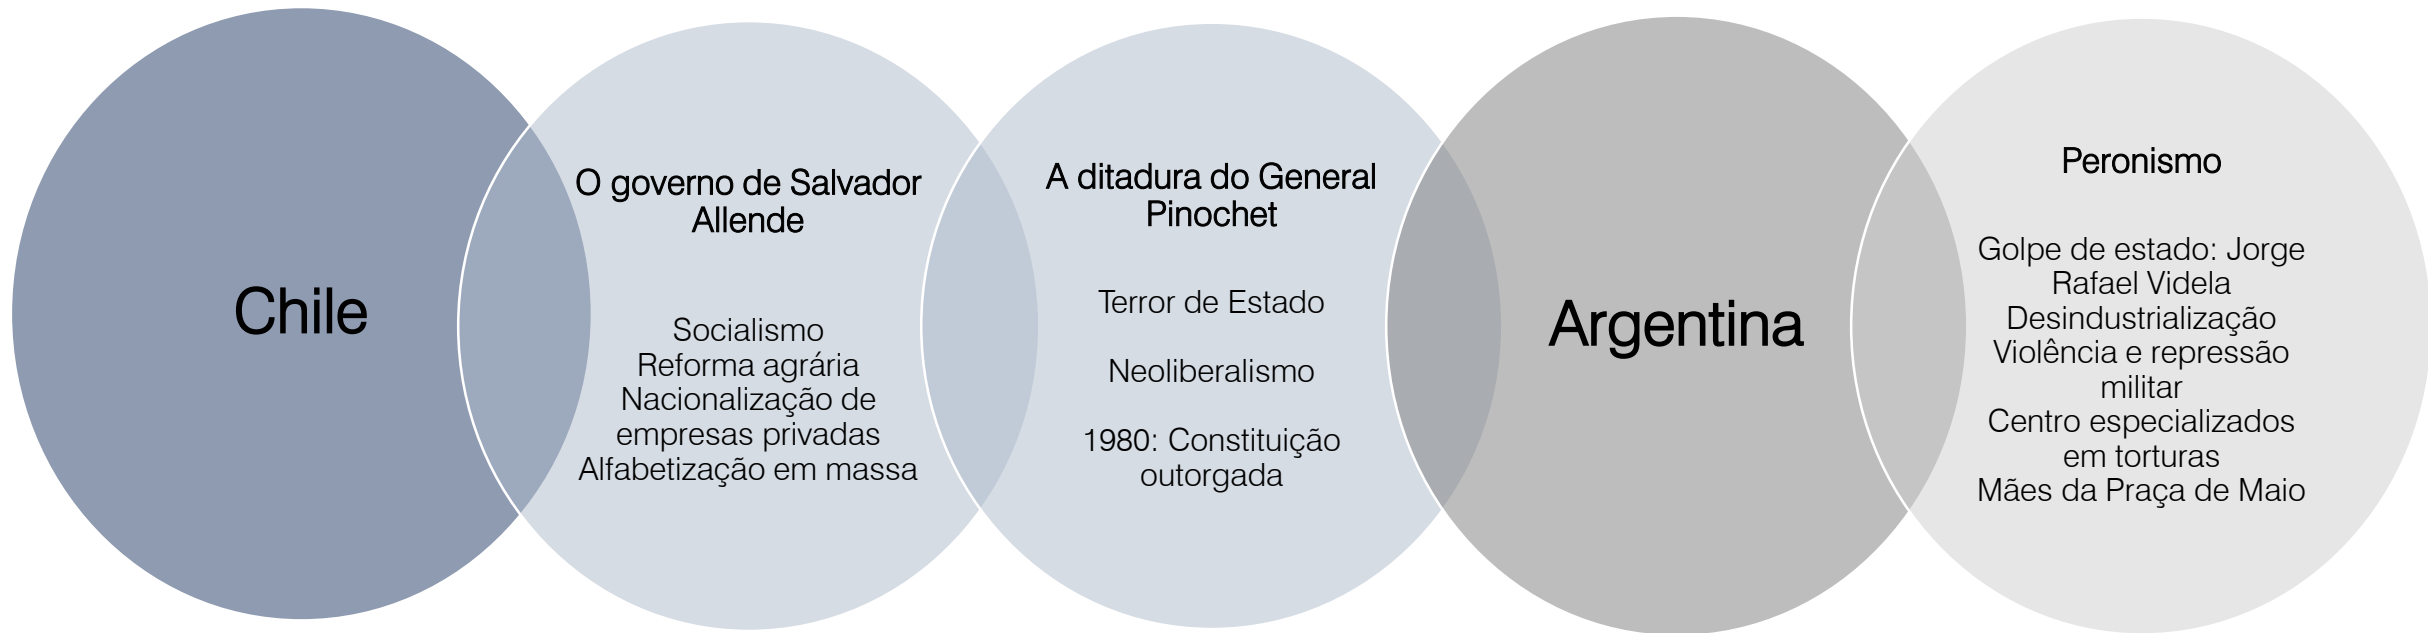 Chile
O governo de Salvador
Allende
Socialismo
Reforma agrária
Nacionalização de
empresas privadas
Alfabetização em massa
A ditadura do General
Pinochet
Terror de Estado
Neoliberalismo
1980: Constituição
outorgada
Argentina
Peronismo
Golpe de estado: Jorge
Rafael Videla
Desindustrialização
Violência e repressão
militar
Centro especializados
em torturas
Mães da Praça de Maio